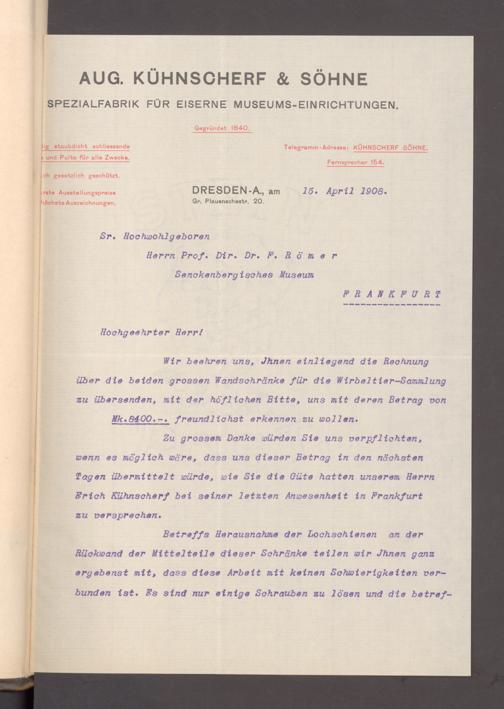 AUG. KÜHNSCHERF & SÖHNE
SPEZIALFABRIK FÜR EISERNE MUSEUMS-EINRICHTUNGEN.
Gegründet 1840.
staubdicht schliessende
und Pulte für alle Zwecke.
gesetzlich geschützt.
Ausstellungspreise
höchste Auszeichnungen.
Telegramm-Adresse: KÜHNSCHERF SÖHNE.
Fernsprecher 154.
DRESDEN-A., am 15. April 1908.
Gr. Plauenschestr. 20.
Sr. Hochwohlgeboren
Herrn Prof. Dir. Dr. F. R ö m e r
Senckenbergisches Museum
F R A N K F U R T
Hochgeehrter Herr!
Wir beehren uns, Jhnen einliegend die Rechnung
über die beiden grossen Wandschränke für die Wirbeltier-Sammlung
zu übersenden, mit der höflichen Bitte, uns mit deren Betrag von
Mk.8400.-. freundlichst erkennen zu wollen.
Zu grossem Danke würden Sie uns verpflichten,
wenn es möglich wäre, dass uns dieser Betrag in den nächsten
Tagen übermittelt würde, wie Sie die Güte hatten unserem Herrn
Erich Kühnscherf bei seiner letzten Anwesenheit in Frankfurt
zu versprechen.
Betreffs Herausnahme der Lochschienen an der
Rückwand der Mittelteile dieser Schränke teilen wir Jhnen ganz
ergebenst mit, dass diese Arbeit mit keinen Schwierigkeiten ver-
bunden ist. Es sind nur einige Schrauben zu lösen und die betref-